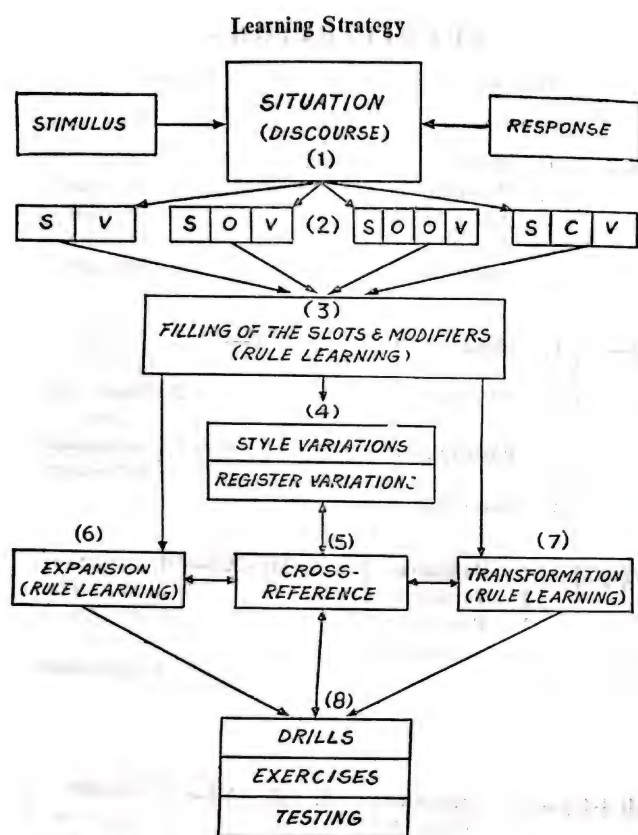 Learning Strategy
SITUATION
(DISCOURSE)
(1)
STIMULUS
RESPONSE
S V
S O V
(2)
S O O V
S C V
(3)
FILLING OF THE SLOTS & MODIFIERS
(RULE LEARNING)
(4)
STYLE VARIATIONS
REGISTER VARIATIONS
(6)
EXPANSION
(RULE LEARNING)
(5)
CROSS-
REFERENCE
(7)
TRANSFORMATION
(RULE LEARNING)
(8)
DRILLS
EXERCISES
TESTING